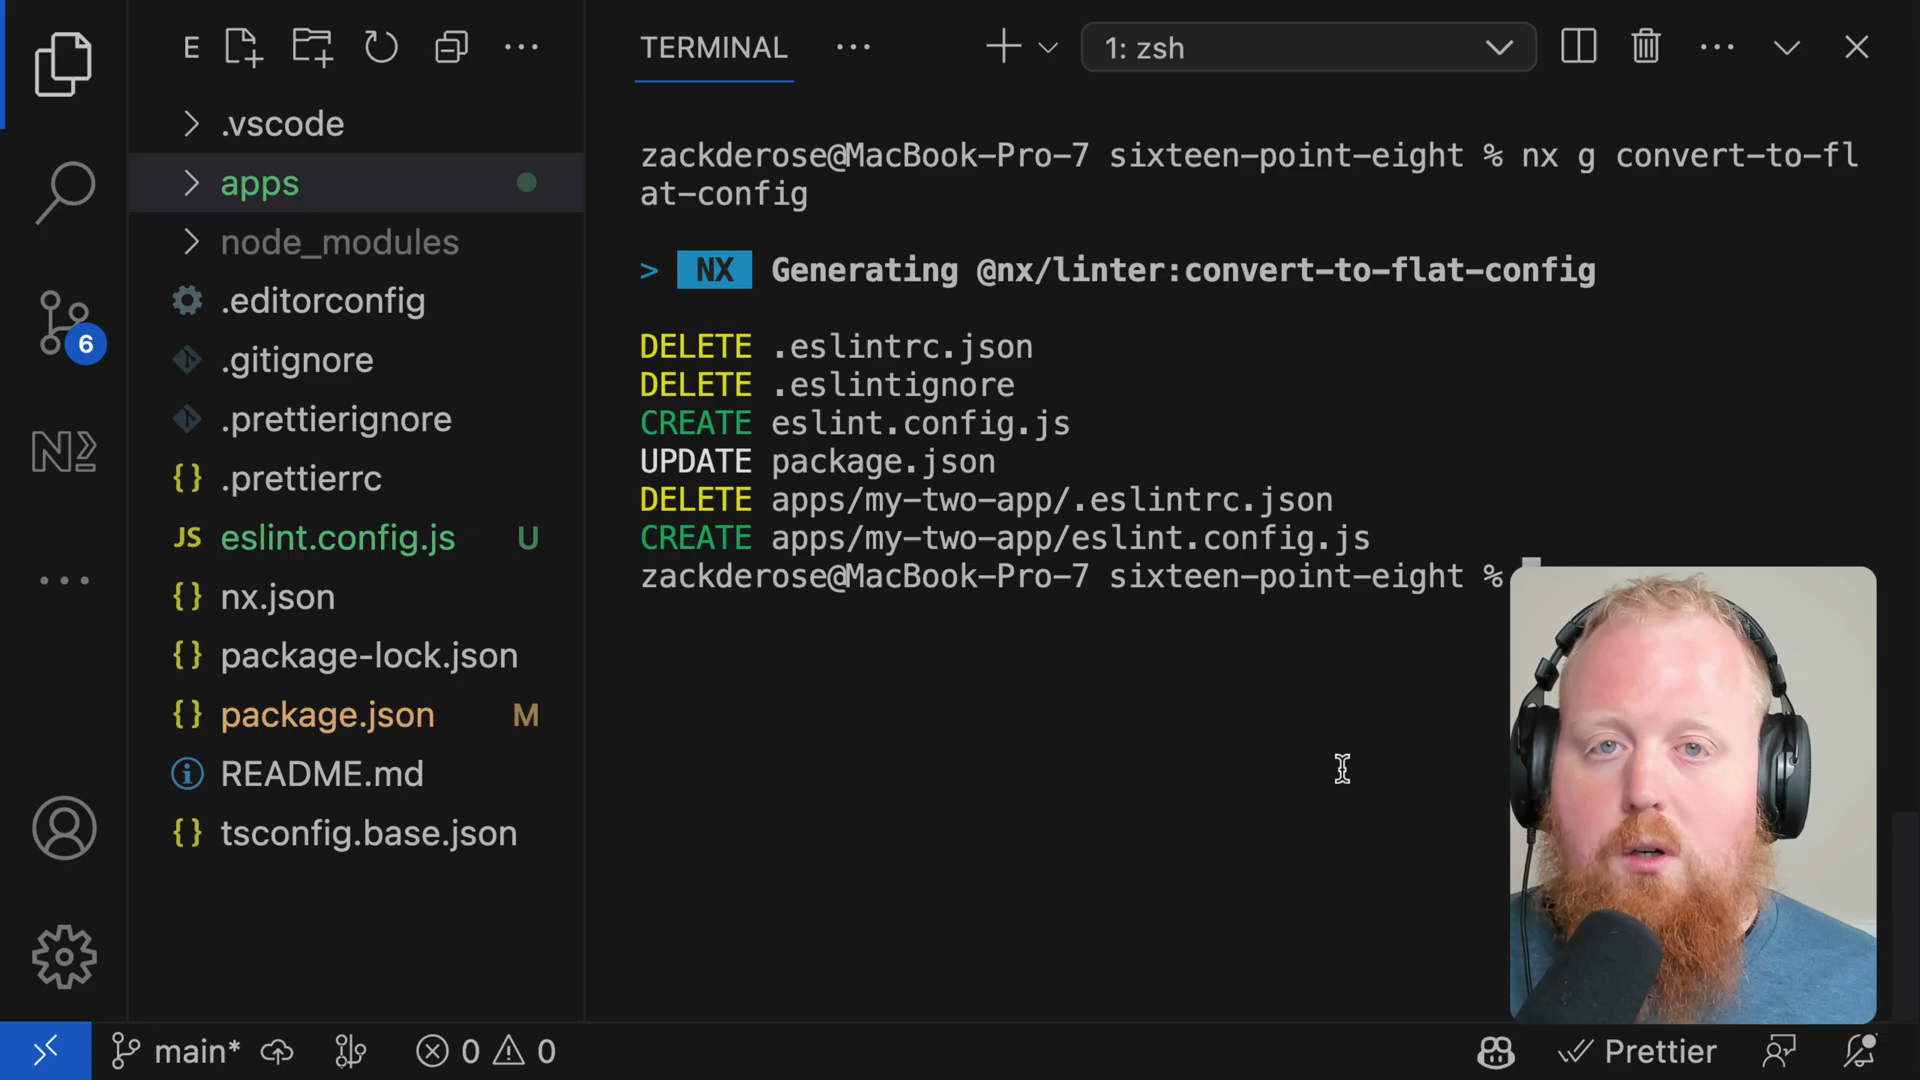 E
TERMINAL
1: zsh
.vscode
apps
node_modules
.editorconfig
.gitignore
.prettierignore
.prettierrc
JS eslint.config.js U
nx.json
package-lock.json
package.json M
README.md
tsconfig.base.json
6
zackderose@MacBook-Pro-7 sixteen-point-eight % nx g convert-to-fl
at-config
> NX Generating @nx/linter:convert-to-flat-config
DELETE .eslintrc.json
DELETE .eslintignore
CREATE eslint.config.js
UPDATE package.json
DELETE apps/my-two-app/.eslintrc.json
CREATE apps/my-two-app/eslint.config.js
zackderose@MacBook-Pro-7 sixteen-point-eight %
main* 0 0 Prettier